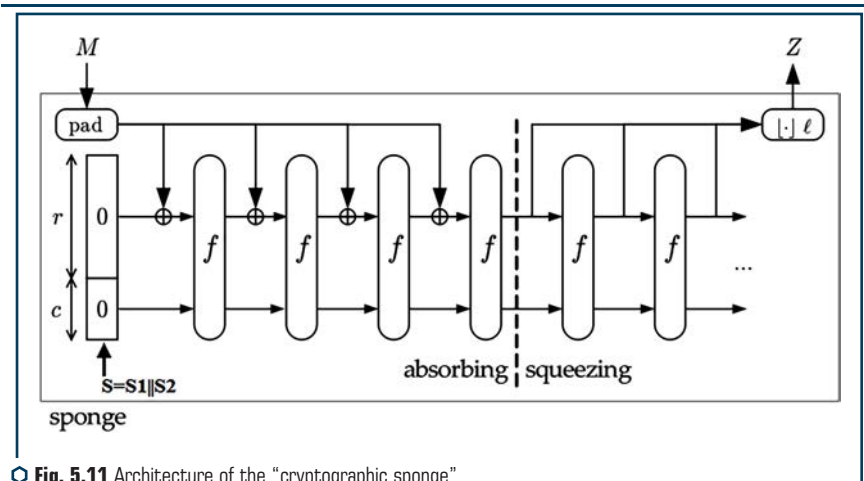 M
Z
pad
⌊·⌋ ℓ
r
0
f
f
f
f
f
f
...
c
0
absorbing
squeezing
S=S1||S2
sponge
Fig. 5.11 Architecture of the “cryptographic sponge”